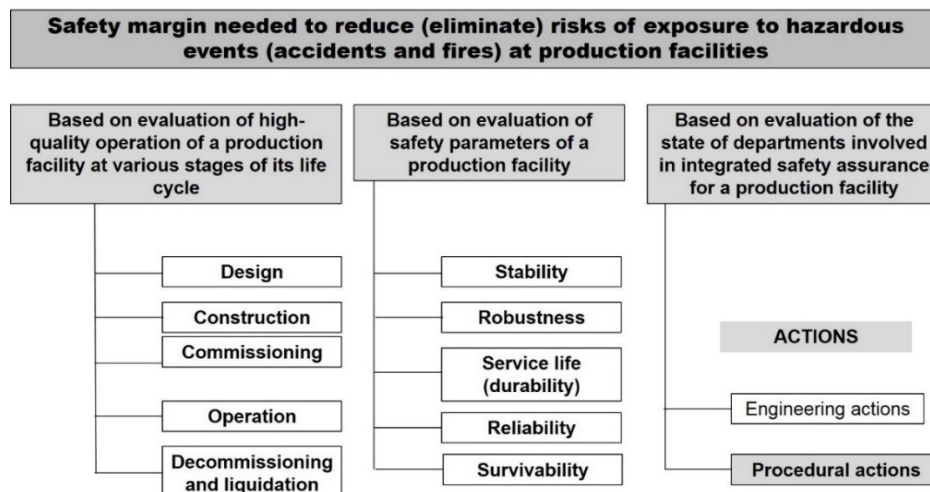 Safety margin needed to reduce (eliminate) risks of exposure to hazardous
events (accidents and fires) at production facilities
Based on evaluation of high-
quality operation of a production
facility at various stages of its life
cycle
Design
Construction
Commissioning
Operation
Decommissioning
and liquidation
Based on evaluation of
safety parameters of a
production facility
Stability
Robustness
Service life
(durability)
Reliability
Survivability
Based on evaluation of the
state of departments involved
in integrated safety assurance
for a production facility
ACTIONS
Engineering actions
Procedural actions